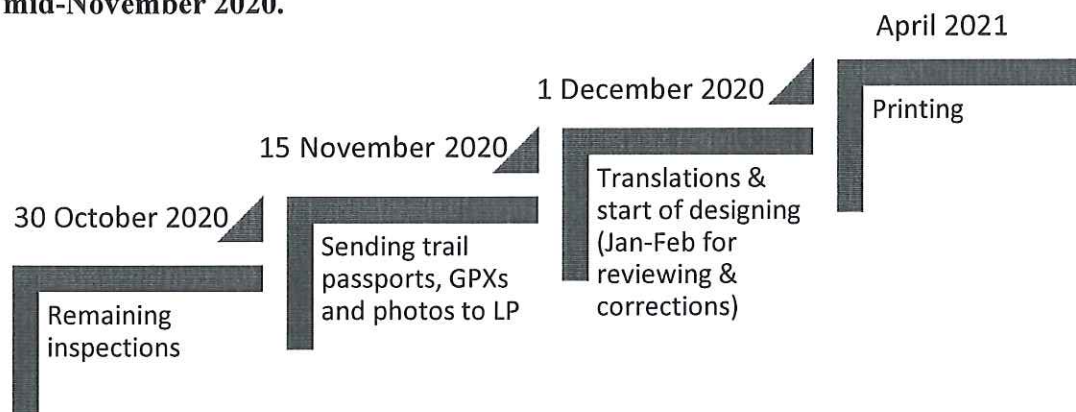 mid-November 2020.
30 October 2020
Remaining
inspections
15 November 2020
Sending trail
passports, GPXs
and photos to LP
1 December 2020
Translations &
start of designing
(Jan-Feb for
reviewing &
corrections)
April 2021
Printing